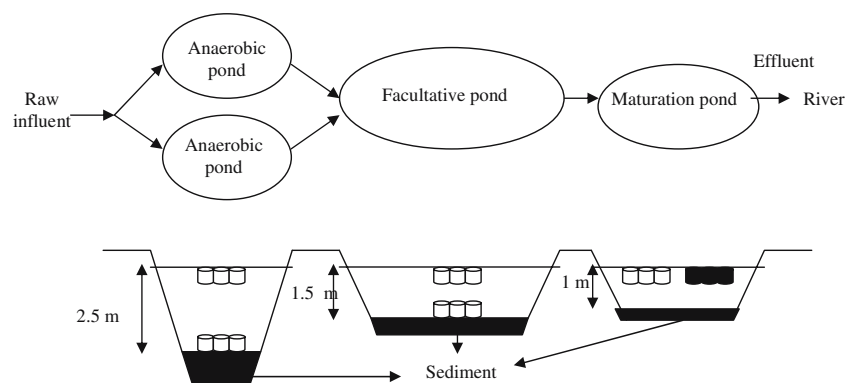 Anaerobic
pond
Effluent
Raw
influent
Facultative pond
Maturation pond
River
Anaerobic
pond
2.5 m
1.5 m
1 m
Sediment